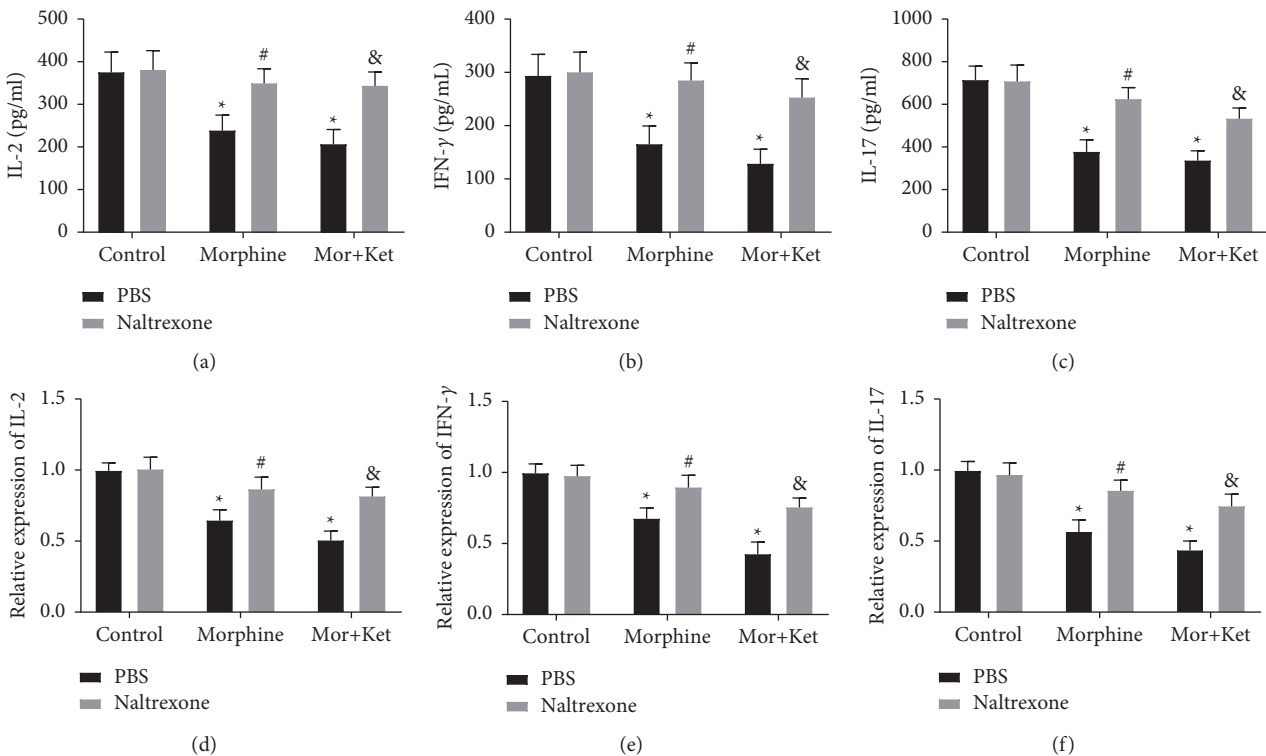 500
400
300
200
100
0
IL-2 (pg/ml)
*
#
*
&
Control Morphine Mor+Ket
PBS
Naltrexone
(a)
400
300
200
100
0
IFN-γ (pg/mL)
*
#
*
&
Control Morphine Mor+Ket
PBS
Naltrexone
(b)
1000
800
600
400
200
0
IL-17 (pg/ml)
*
#
*
&
Control Morphine Mor+Ket
PBS
Naltrexone
(c)
1.5
1.0
0.5
0.0
Relative expression of IL-2
*
#
*
&
Control Morphine Mor+Ket
PBS
Naltrexone
(d)
1.5
1.0
0.5
0.0
Relative expression of IFN-γ
*
#
*
&
Control Morphine Mor+Ket
PBS
Naltrexone
(e)
1.5
1.0
0.5
0.0
Relative expression of IL-17
*
#
*
&
Control Morphine Mor+Ket
PBS
Naltrexone
(f)